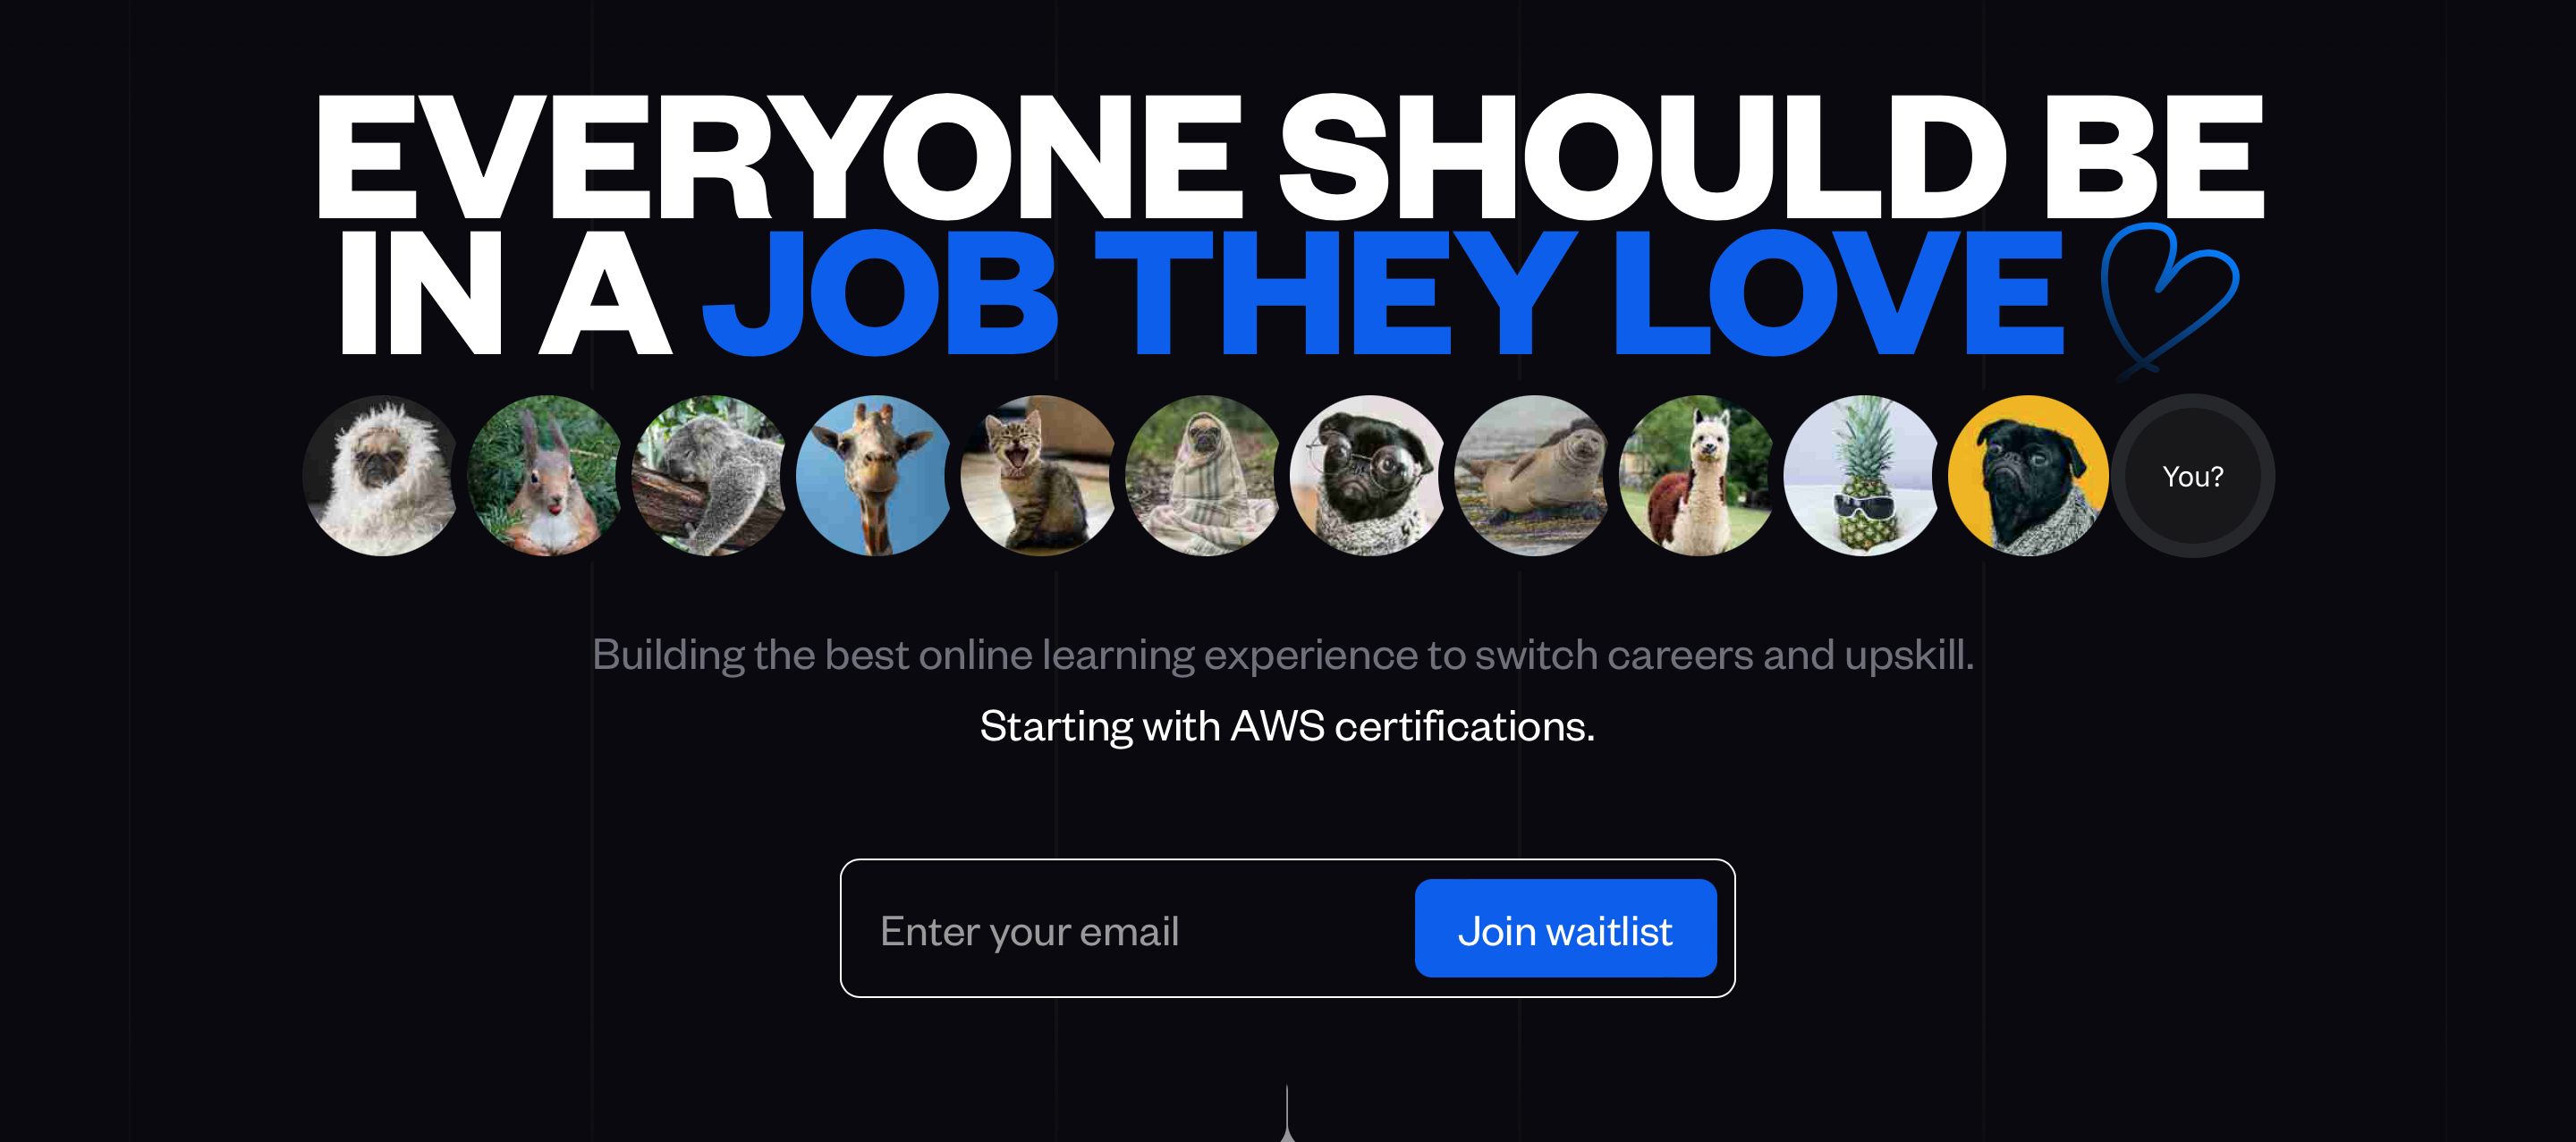 EVERYONE SHOULD BE
IN A JOB THEY LOVE
You?
Building the best online learning experience to switch careers and upskill.
Starting with AWS certifications.
Enter your email
Join waitlist